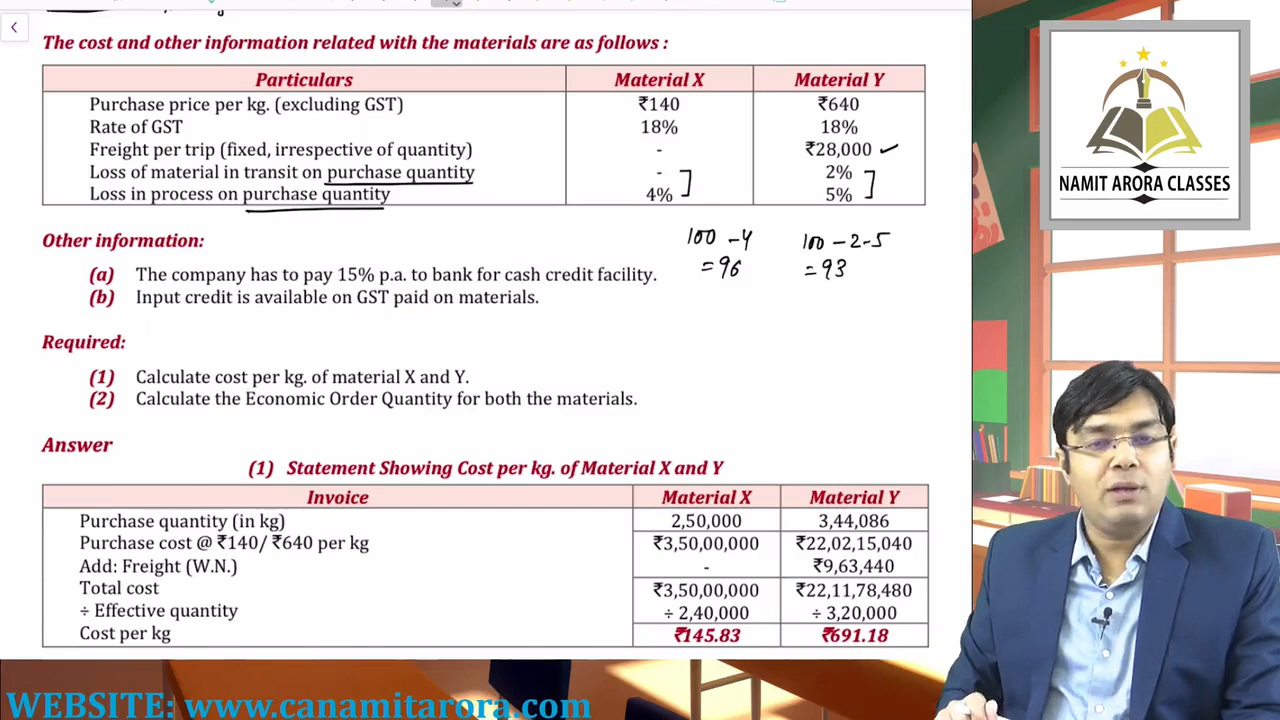 The cost and other information related with the materials are as follows :
Particulars Material X Material Y
Purchase price per kg. (excluding GST) ₹140 ₹640
Rate of GST 18% 18%
Freight per trip (fixed, irrespective of quantity) - ₹28,000
Loss of material in transit on purchase quantity - 2%
Loss in process on purchase quantity 4% 5%
100 - 4 100 - 2 - 5
= 96 = 93
Other information:
(a) The company has to pay 15% p.a. to bank for cash credit facility.
(b) Input credit is available on GST paid on materials.
Required:
(1) Calculate cost per kg. of material X and Y.
(2) Calculate the Economic Order Quantity for both the materials.
Answer
(1) Statement Showing Cost per kg. of Material X and Y
Invoice Material X Material Y
Purchase quantity (in kg) 2,50,000 3,44,086
Purchase cost @ ₹140/ ₹640 per kg ₹3,50,00,000 ₹22,02,15,040
Add: Freight (W.N.) - ₹9,63,440
Total cost ₹3,50,00,000 ₹22,11,78,480
÷ Effective quantity ÷ 2,40,000 ÷ 3,20,000
Cost per kg ₹145.83 ₹691.18
NAMIT ARORA CLASSES
WEBSITE: www.canamitarora.com